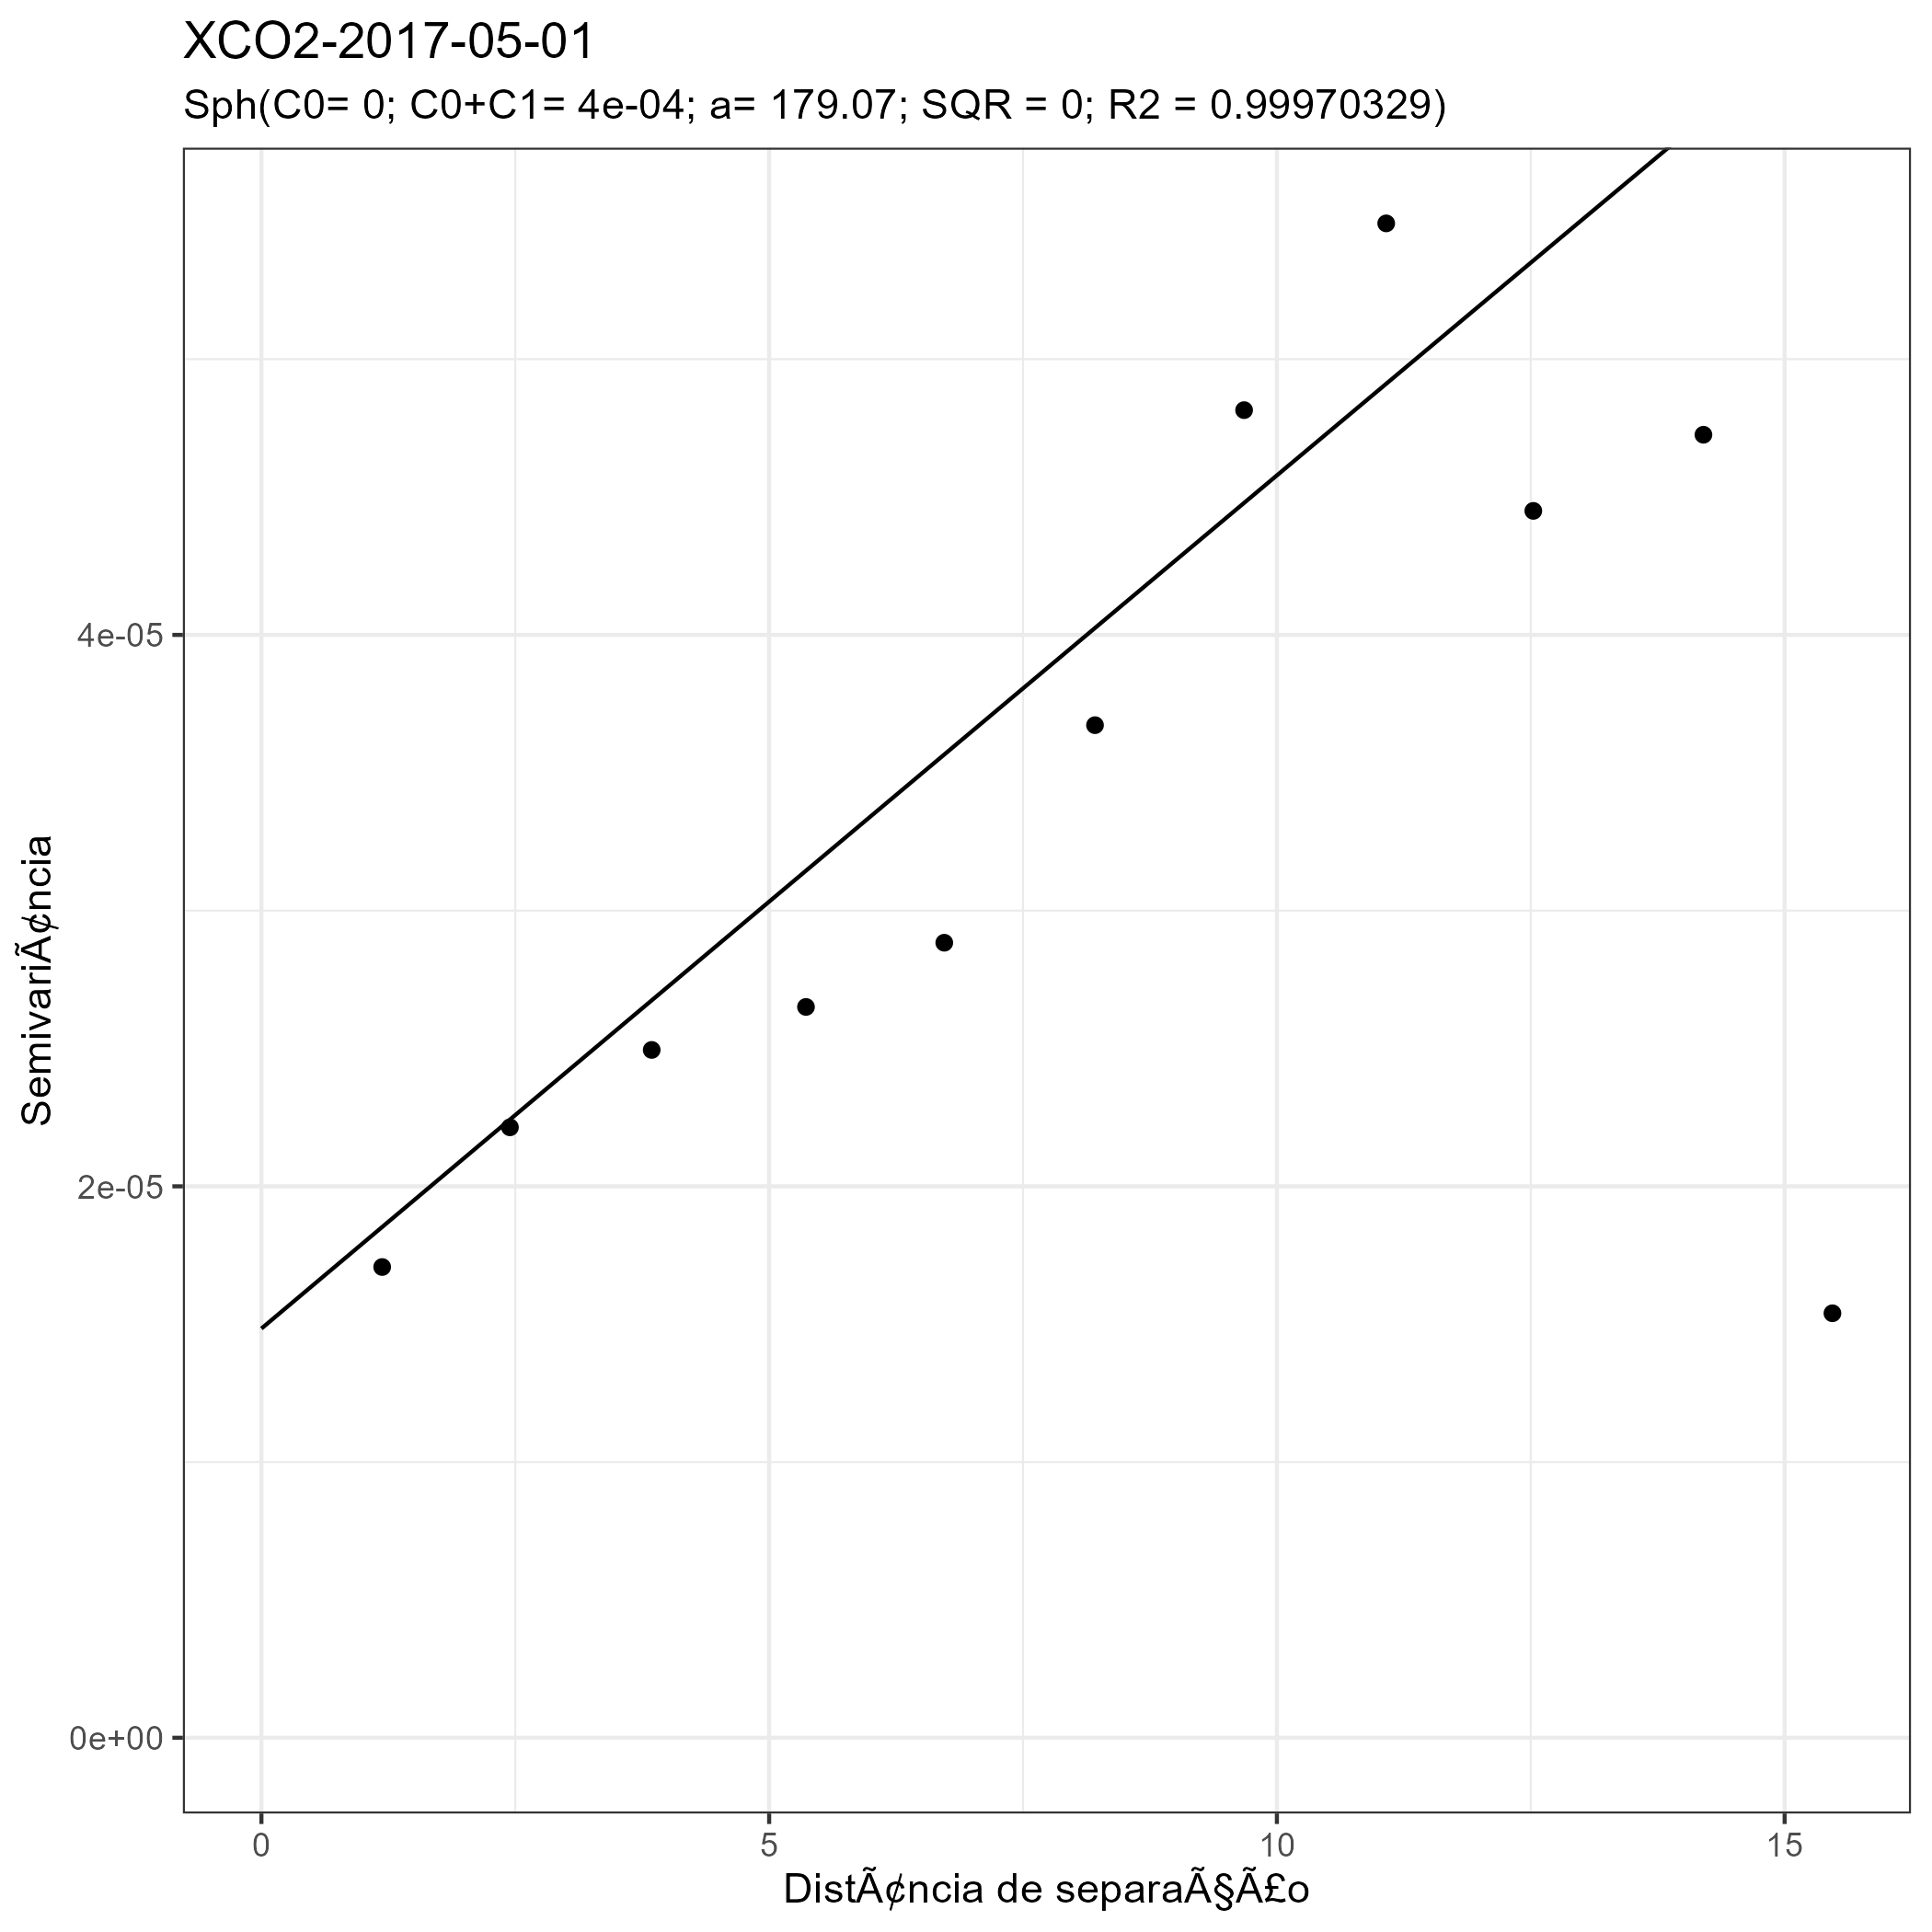 XCO2-2017-05-01
Sph(C0= 0; C0+C1= 4e-04; a= 179.07; SQR = 0; R2 = 0.99970329)
SemivariÃ¢ncia
4e-05
2e-05
0e+00
0 5 10 15
DistÃ¢ncia de separaÃ§Ã£o